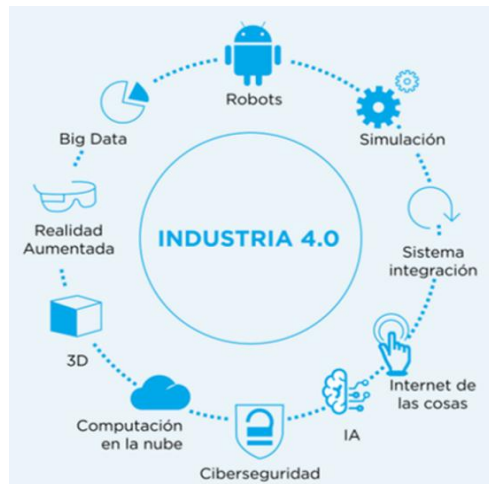 Robots
Simulación
Sistema
integración
Internet de
las cosas
IA
Ciberseguridad
Computación
en la nube
3D
Realidad
Aumentada
Big Data
INDUSTRIA 4.0